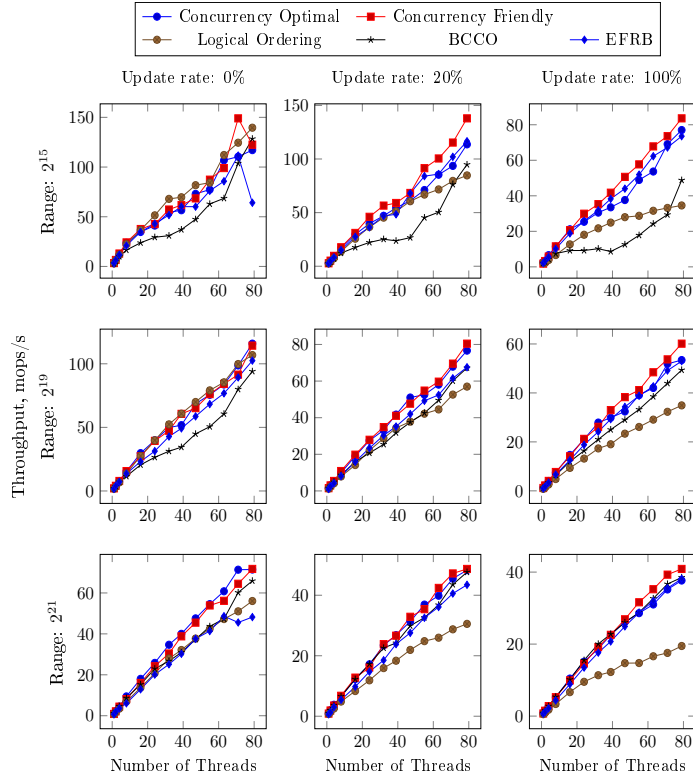 Concurrency Optimal Concurrency Friendly
Logical Ordering BCCO EFRB
Update rate: 0% Update rate: 20% Update rate: 100%
Throughput, mops/s
Range: 2^15
150
100
50
0
0 20 40 60 80
150
100
50
0
0 20 40 60 80
80
60
40
20
0
0 20 40 60 80
Range: 2^19
100
50
0
0 20 40 60 80
80
60
40
20
0
0 20 40 60 80
60
40
20
0
0 20 40 60 80
Range: 2^21
60
40
20
0
0 20 40 60 80
40
20
0
0 20 40 60 80
40
20
0
0 20 40 60 80
Number of Threads Number of Threads Number of Threads